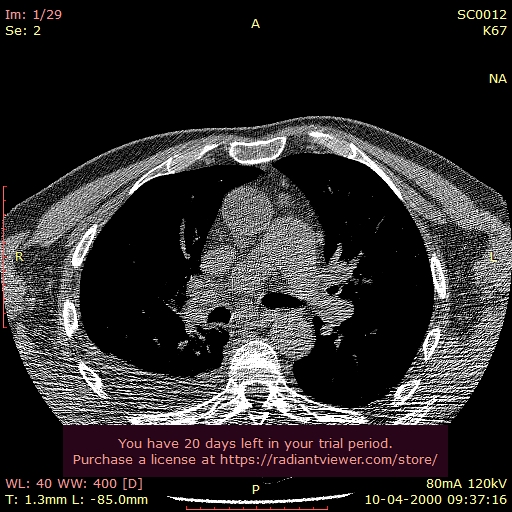 Im: 1/29
Se: 2
A
SC0012
K67
NA
R
L
You have 20 days left in your trial period.
Purchase a license at https://radiantviewer.com/store/
WL: 40 WW: 400 [D]
T: 1.3mm L: -85.0mm
P
80mA 120kV
10-04-2000 09:37:16